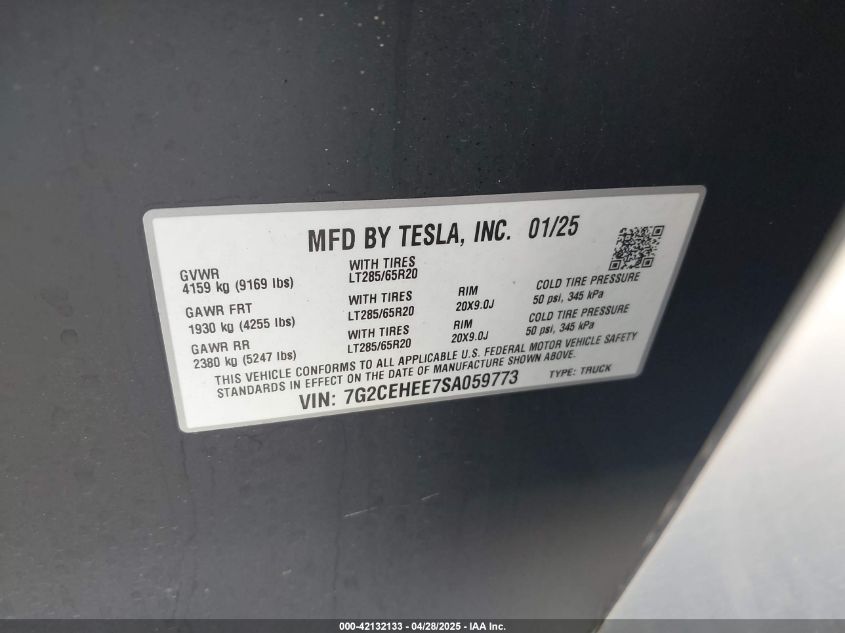 MFD BY TESLA, INC. 01/25
GVWR
4159 kg (9169 lbs)
WITH TIRES
LT285/65R20
GAWR FRT
1930 kg (4255 lbs)
WITH TIRES
LT285/65R20
RIM
20X9.0J
COLD TIRE PRESSURE
50 psi, 345 kPa
GAWR RR
2380 kg (5247 lbs)
WITH TIRES
LT285/65R20
RIM
20X9.0J
COLD TIRE PRESSURE
50 psi, 345 kPa
THIS VEHICLE CONFORMS TO ALL APPLICABLE U.S. FEDERAL MOTOR VEHICLE SAFETY
STANDARDS IN EFFECT ON THE DATE OF MANUFACTURE SHOWN ABOVE.
VIN: 7G2CEHEE7SA059773 TYPE: TRUCK
000-42132133 - 04/28/2025 - IAA Inc.